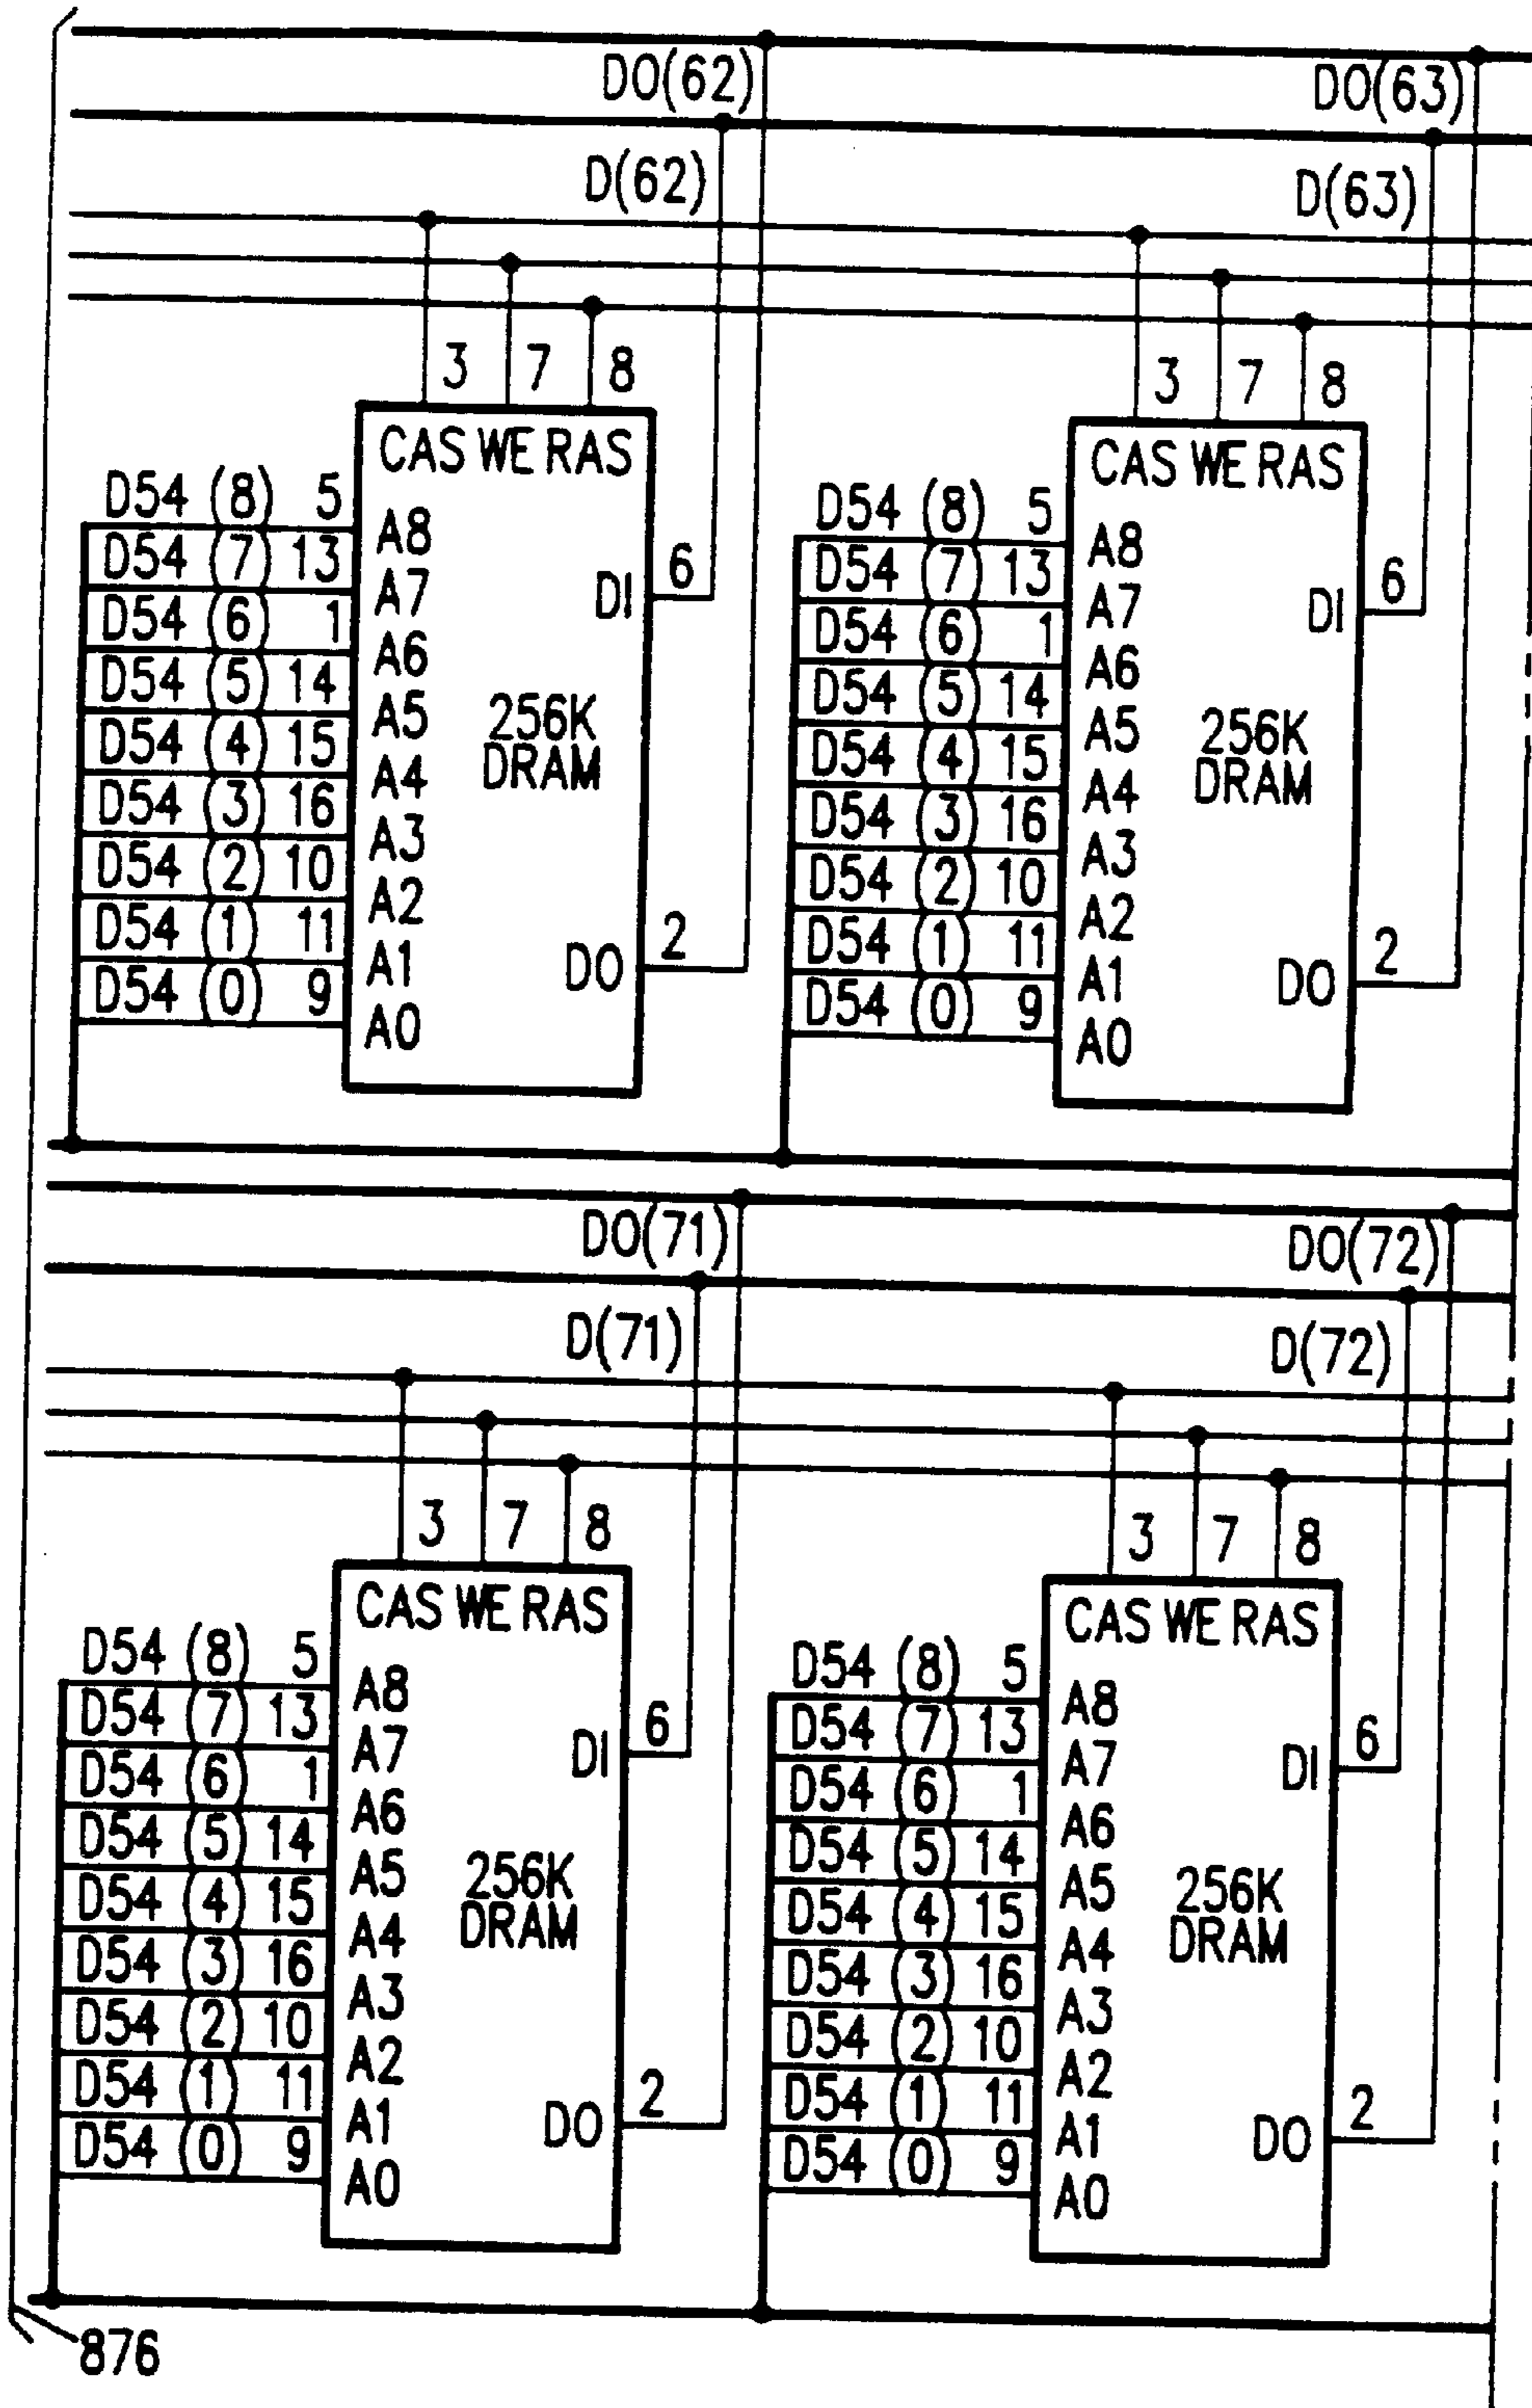 DO(62) DO(63)
D(62) D(63)
3 7 8 3 7 8
CAS WE RAS CAS WE RAS
D54 (8) 5 A8 D54 (8) 5 A8
D54 (7) 13 A7 D54 (7) 13 A7
DI 6 DI 6
D54 (6) 1 A6 D54 (6) 1 A6
D54 (5) 14 A5 D54 (5) 14 A5
256K 256K
DRAM DRAM
D54 (4) 15 A4 D54 (4) 15 A4
D54 (3) 16 A3 D54 (3) 16 A3
D54 (2) 10 A2 D54 (2) 10 A2
D54 (1) 11 A1 D54 (1) 11 A1
DO 2 DO 2
D54 (0) 9 A0 D54 (0) 9 A0
DO(71) DO(72)
D(71) D(72)
3 7 8 3 7 8
CAS WE RAS CAS WE RAS
D54 (8) 5 A8 D54 (8) 5 A8
D54 (7) 13 A7 D54 (7) 13 A7
DI 6 DI 6
D54 (6) 1 A6 D54 (6) 1 A6
D54 (5) 14 A5 D54 (5) 14 A5
256K 256K
DRAM DRAM
D54 (4) 15 A4 D54 (4) 15 A4
D54 (3) 16 A3 D54 (3) 16 A3
D54 (2) 10 A2 D54 (2) 10 A2
D54 (1) 11 A1 D54 (1) 11 A1
DO 2 DO 2
D54 (0) 9 A0 D54 (0) 9 A0
876